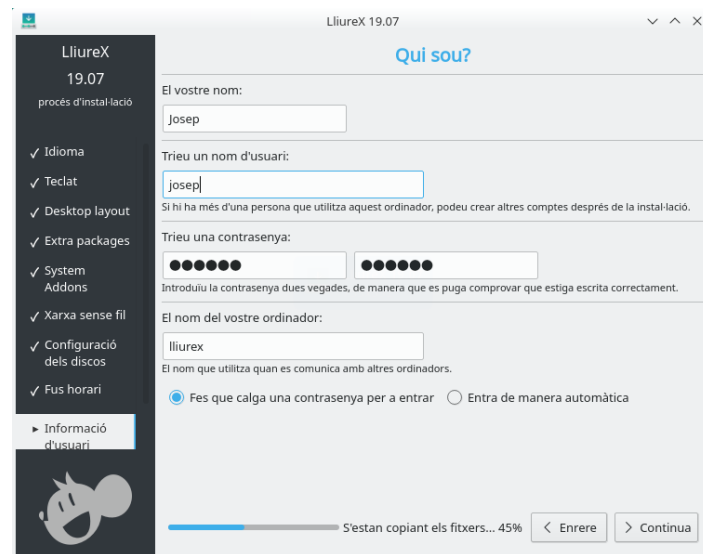 LliureX 19.07
LliureX
19.07
procés d'instal·lació
✓ Idioma
✓ Teclat
✓ Desktop layout
✓ Extra packages
✓ System
Addons
✓ Xarxa sense fil
✓ Configuració
dels discos
✓ Fus horari
▸ Informació
d'usuari
Qui sou?
El vostre nom:
Josep
Trieu un nom d'usuari:
josep
Si hi ha més d'una persona que utilitza aquest ordinador, podeu crear altres comptes després de la instal·lació.
Trieu una contrasenya:
●●●●●● ●●●●●●
Introduïu la contrasenya dues vegades, de manera que es puga comprovar que estiga escrita correctament.
El nom del vostre ordinador:
lliurex
El nom que utilitza quan es comunica amb altres ordinadors.
Fes que calga una contrasenya per a entrar Entra de manera automàtica
S'estan copiant els fitxers... 45% < Enrere > Continua